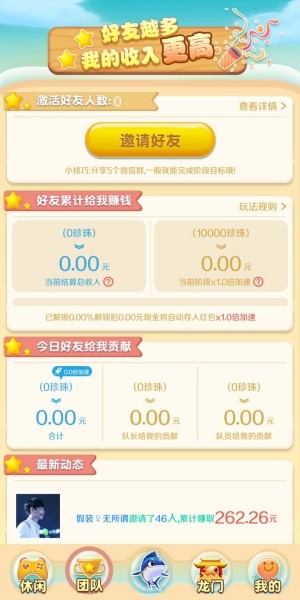 好友越多
我的收入更高
激活好友人数:0
查看详情 >
邀请好友
小技巧:分享5个微信群,一般就能完成阶段目标哦!
好友累计给我赚钱
玩法规则 >
(0珍珠)
(10000珍珠)
0.00元
0.00元
当前结算总收入 ?
当前阶段x1.0倍加速 ?
已解锁0.00%解锁后0.00元现金将自动存人红包x1.0倍加速
今日好友给我贡献
0.0倍加速
(0珍珠)
(0珍珠)
(0珍珠)
0.00元
0.00元
0.00元
合计
队长给我的贡献
队员给我的贡献
最新动态
假装♀无所谓邀请了46人,累计赚取262.26元
休闲
团队
龙门
我的